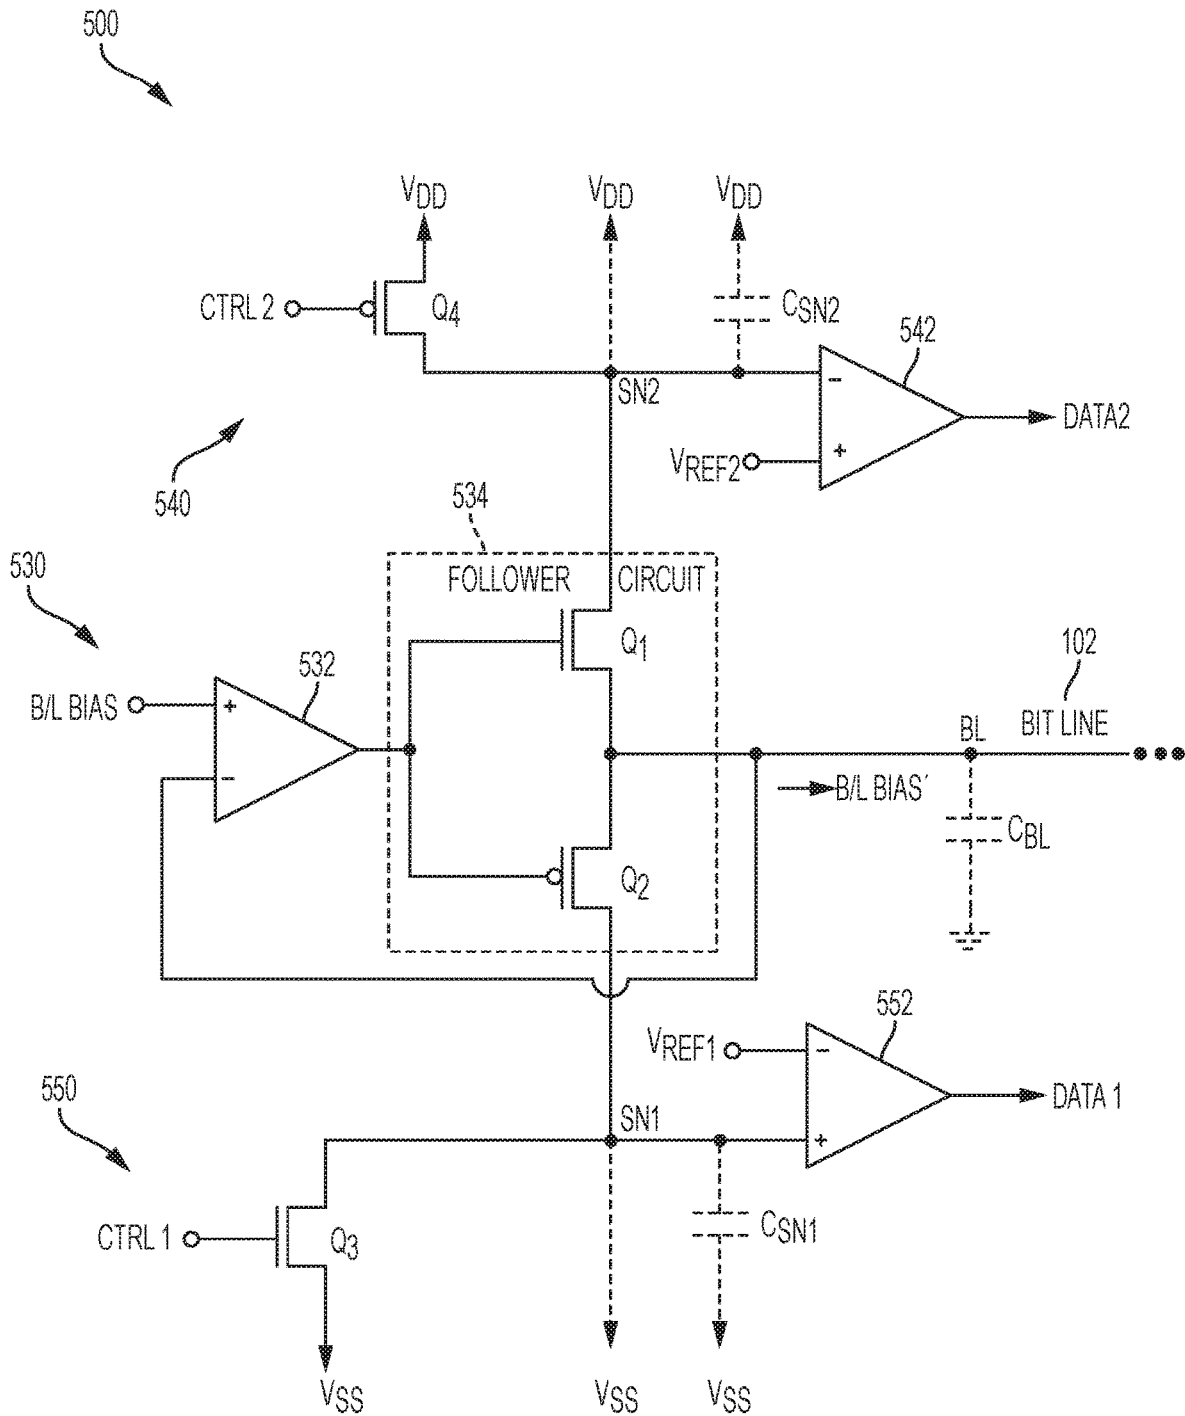 500
VDD VDD VDD
CTRL 2 Q4 CSN2
542
SN2 -
DATA2
VREF2 +
540
534
530 FOLLOWER CIRCUIT
Q1
532 102
B/L BIAS + BL BIT LINE
-
B/L BIAS´
CBL
Q2
552
VREF1 -
550
DATA 1
SN1 +
CTRL 1 Q3 CSN1
VSS VSS VSS